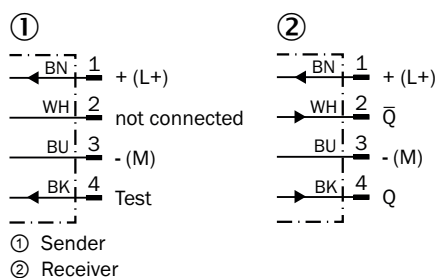 ① ②
BN 1 + (L+) BN 1 + (L+)
WH 2 not connected WH 2 Q̅
BU 3 - (M) BU 3 - (M)
BK 4 Test BK 4 Q
① Sender
② Receiver